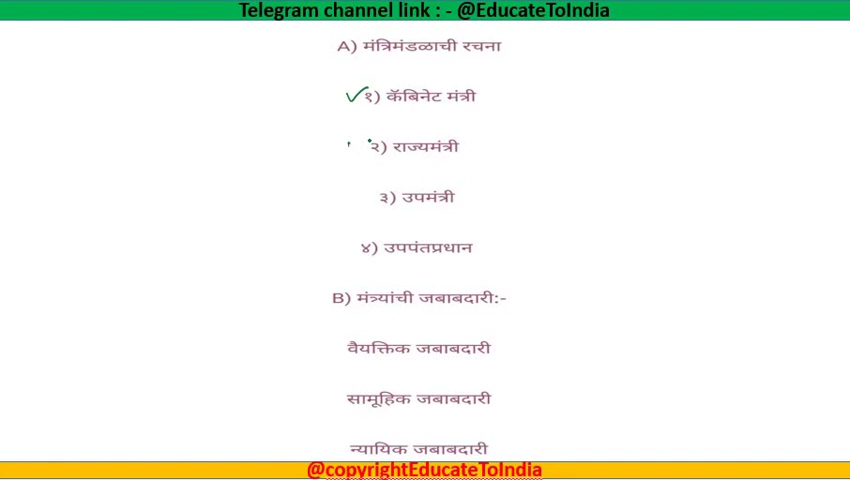 Telegram channel link : - @EducateToIndia
A) मंत्रिमंडळाची रचना
१) कॅबिनेट मंत्री
२) राज्यमंत्री
३) उपमंत्री
४) उपपंतप्रधान
B) मंत्र्यांची जबाबदारी:-
वैयक्तिक जबाबदारी
सामूहिक जबाबदारी
न्यायिक जबाबदारी
@copyrightEducateToIndia